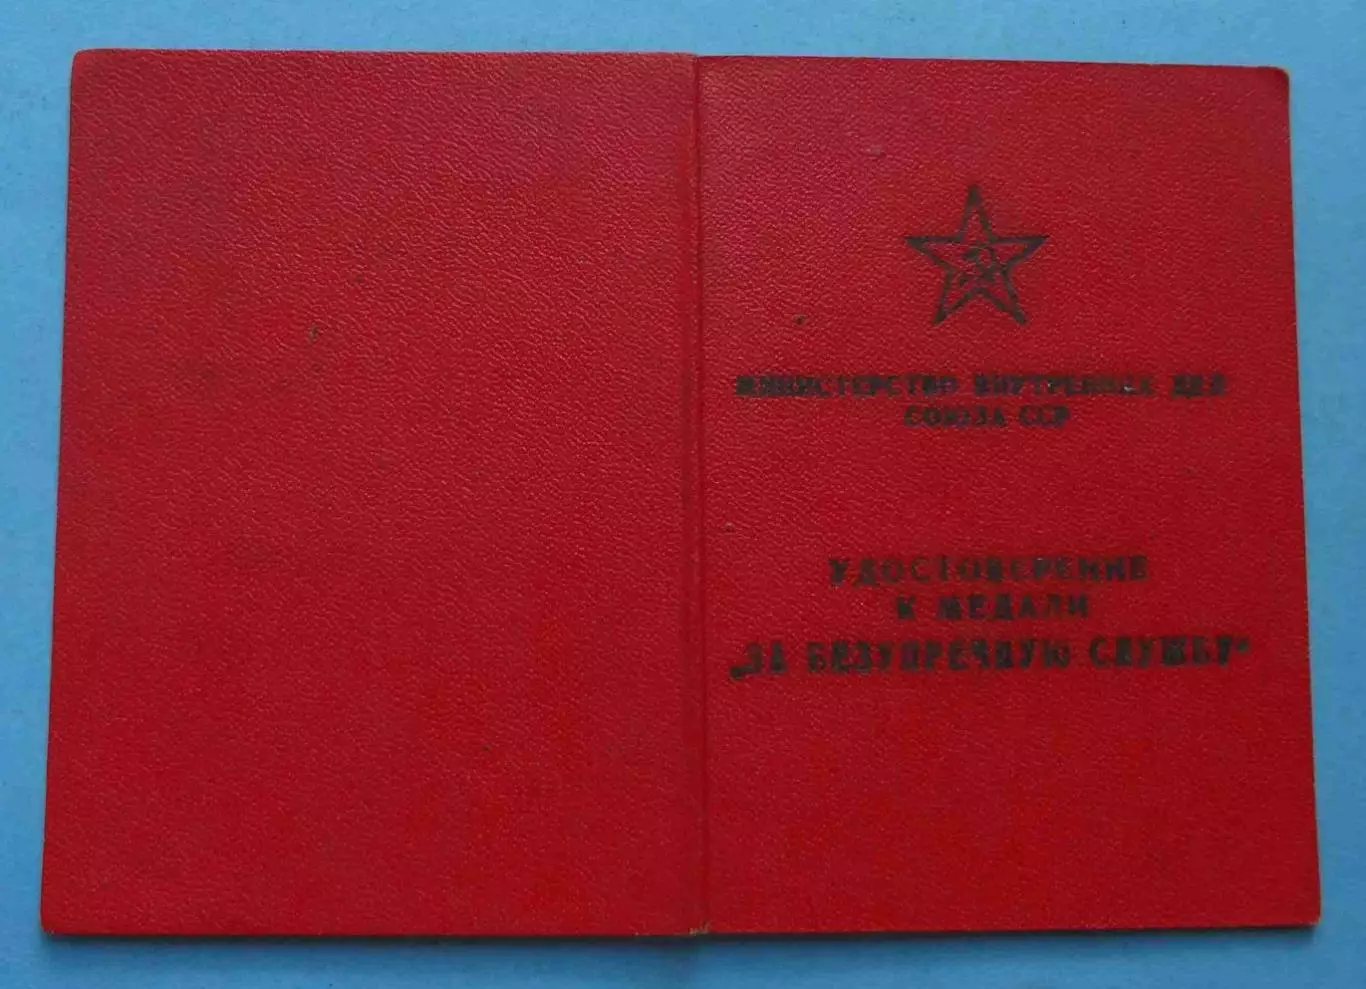 МИНИСТЕРСТВО ВНУТРЕННИХ ДЕЛ
СОЮЗА ССР
УДОСТОВЕРЕНИЕ
К МЕДАЛИ
„ЗА БЕЗУПРЕЧНУЮ СЛУЖБУ"